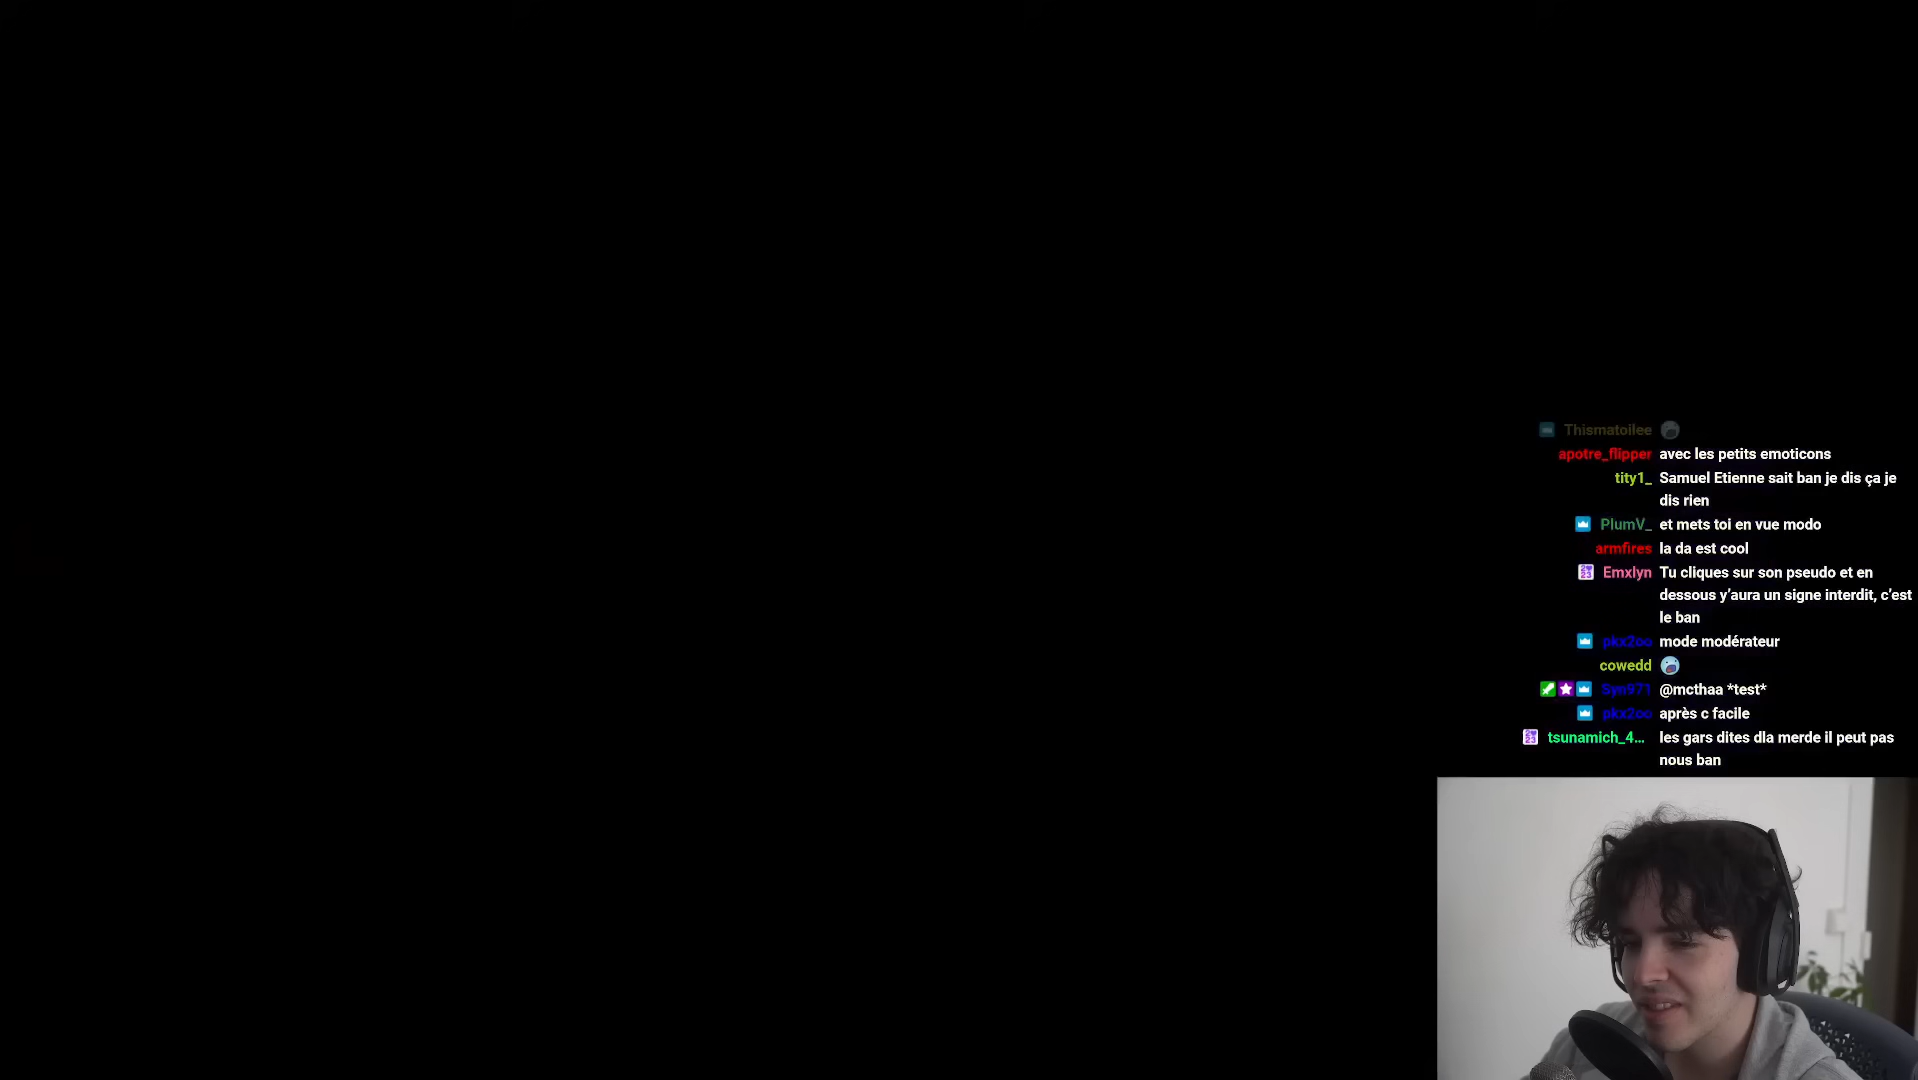 Thismatoilee
apotre_flipper avec les petits emoticons
tity1_ Samuel Etienne sait ban je dis ça je
dis rien
PlumV_ et mets toi en vue modo
armfires la da est cool
Emxlyn Tu cliques sur son pseudo et en
dessous y'aura un signe interdit, c'est
le ban
pkx2oo mode modérateur
cowedd
Syn971 @mcthaa *test*
pkx2oo après c facile
tsunamich_4... les gars dites dla merde il peut pas
nous ban